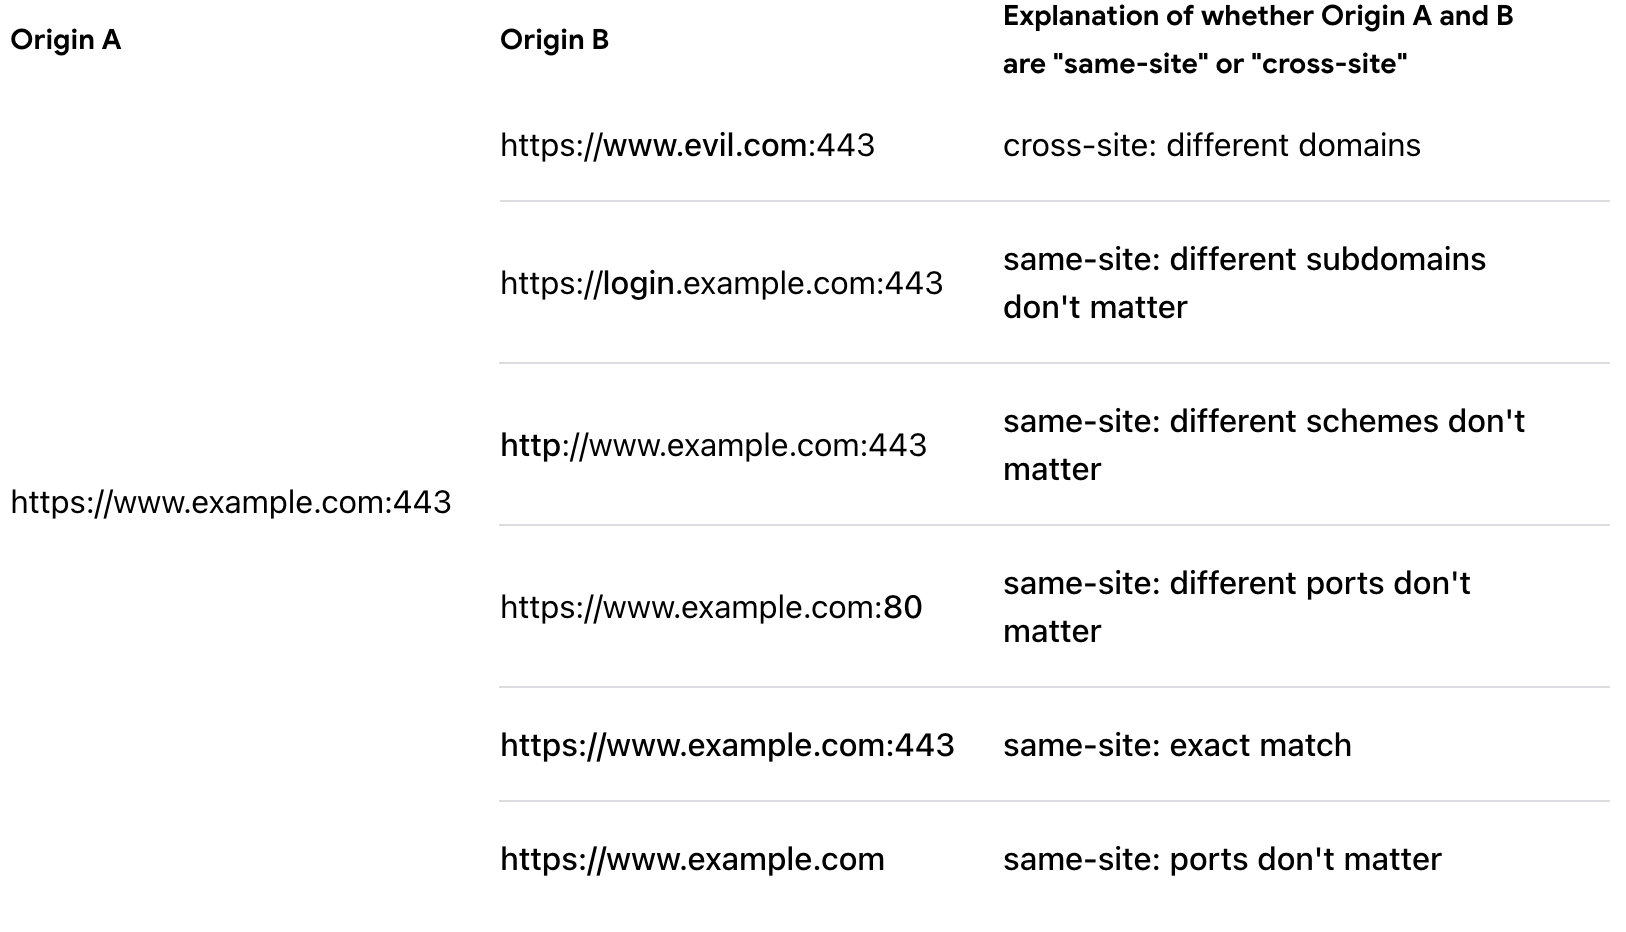 Origin A
Origin B
Explanation of whether Origin A and B
are "same-site" or "cross-site"
https://www.example.com:443
https://www.evil.com:443
cross-site: different domains
https://login.example.com:443
same-site: different subdomains
don't matter
http://www.example.com:443
same-site: different schemes don't
matter
https://www.example.com:80
same-site: different ports don't
matter
https://www.example.com:443
same-site: exact match
https://www.example.com
same-site: ports don't matter